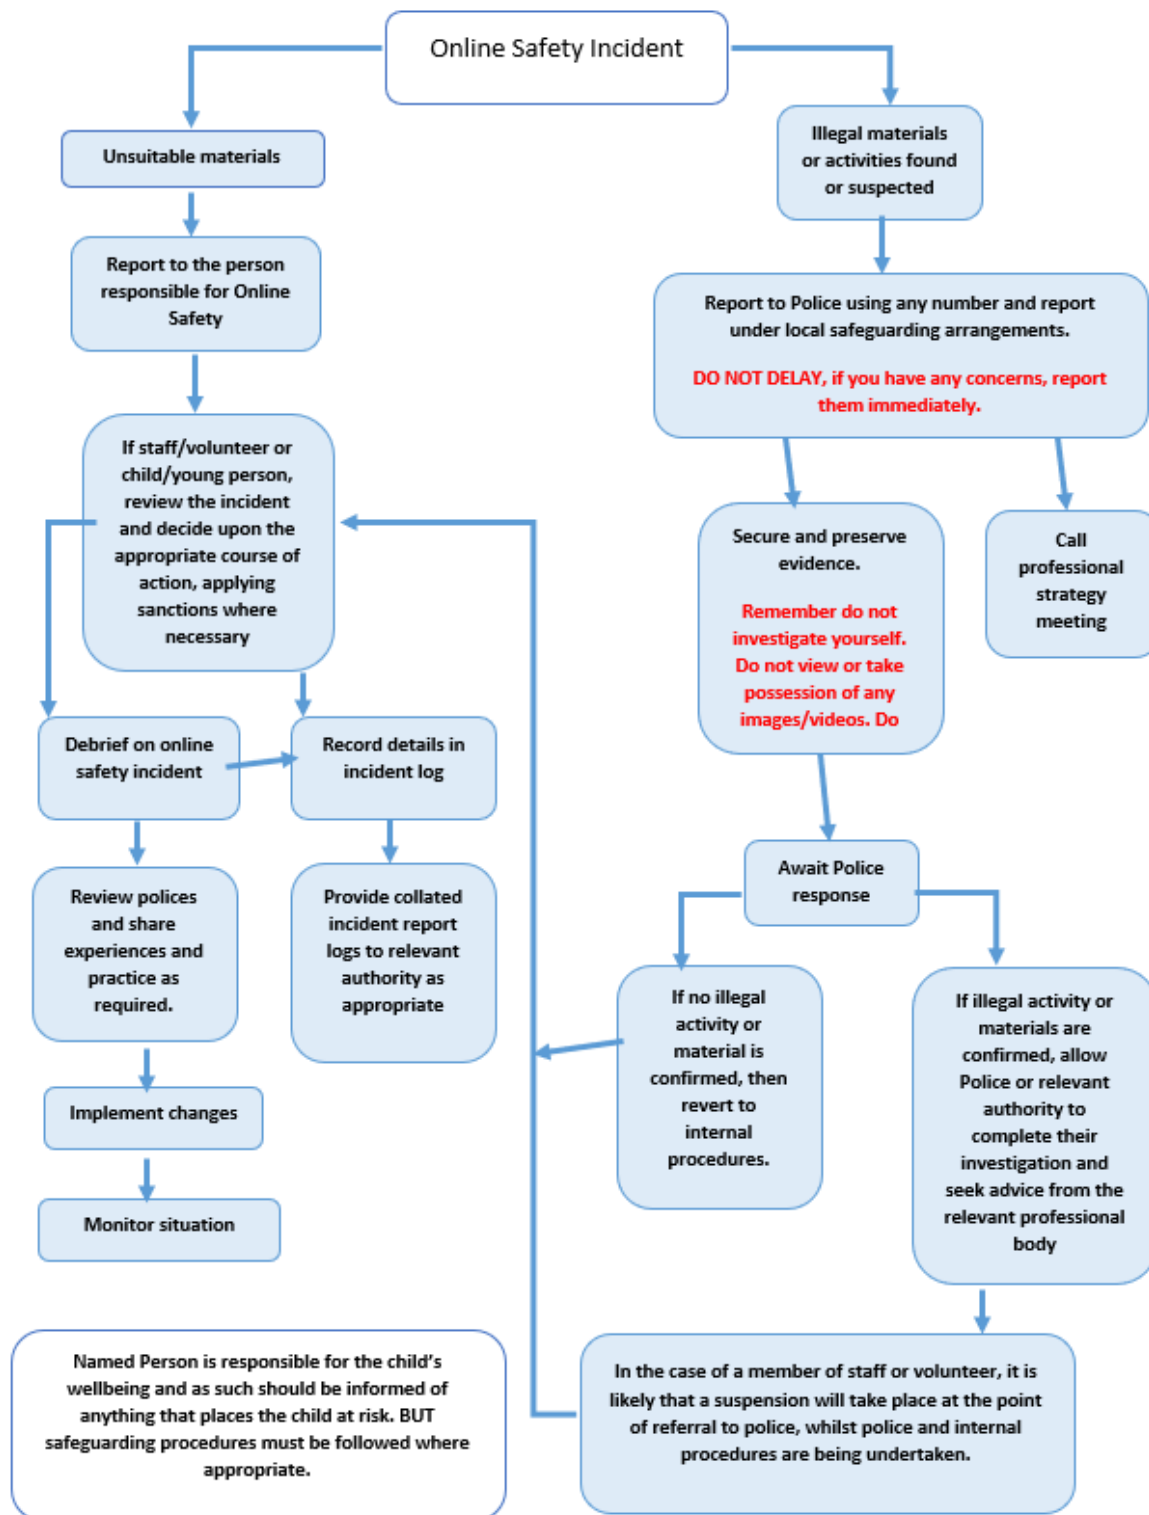 Online Safety Incident
Unsuitable materials
Report to the person
responsible for Online
Safety
If staff/volunteer or
child/young person,
review the incident
and decide upon the
appropriate course of
action, applying
sanctions where
necessary
Debrief on online
safety incident
Record details in
incident log
Review polices
and share
experiences and
practice as
required.
Provide collated
incident report
logs to relevant
authority as
appropriate
Implement changes
Monitor situation
Illegal materials
or activities found
or suspected
Report to Police using any number and report
under local safeguarding arrangements.
DO NOT DELAY, if you have any concerns, report
them immediately.
Secure and preserve
evidence.
Remember do not
investigate yourself.
Do not view or take
possession of any
images/videos. Do
Call
professional
strategy
meeting
Await Police
response
If no illegal
activity or
material is
confirmed, then
revert to
internal
procedures.
If illegal activity or
materials are
confirmed, allow
Police or relevant
authority to
complete their
investigation and
seek advice from the
relevant professional
body
In the case of a member of staff or volunteer, it is
likely that a suspension will take place at the point
of referral to police, whilst police and internal
procedures are being undertaken.
Named Person is responsible for the child's
wellbeing and as such should be informed of
anything that places the child at risk. BUT
safeguarding procedures must be followed where
appropriate.